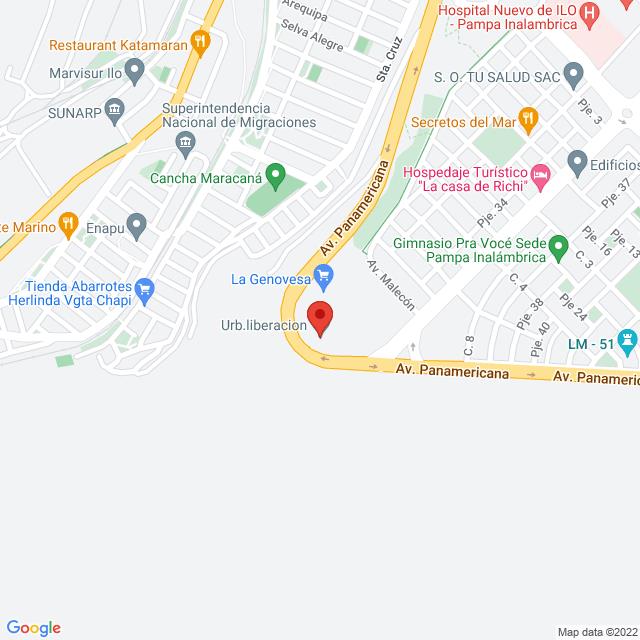 Arequipa
Selva Alegre
Sta. Cruz
Hospital Nuevo de ILO
- Pampa Inalambrica
Restaurant Katamaran
Marvisur Ilo
S. O. TU SALUD SAC
Pje. 3
SUNARP
Superintendencia
Nacional de Migraciones
Secretos del Mar
Cancha Maracaná
Hospedaje Turístico
"La casa de Richi"
Edificios
Pje. 37
Pje. 34
te Marino
Enapu
Av. Panamericana
Gimnasio Pra Vocé Sede
Pampa Inalámbrica
Pje. 16
Pje. 13
C. 3
La Genovesa
Av. Malecón
Tienda Abarrotes
Herlinda Vgta Chapi
C. 4
Pje 24
Pje. 38
Urb.liberacion
C. 8
Pje. 40
LM - 51
Av. Panamericana
Av. Panameric
Google
Map data ©2022